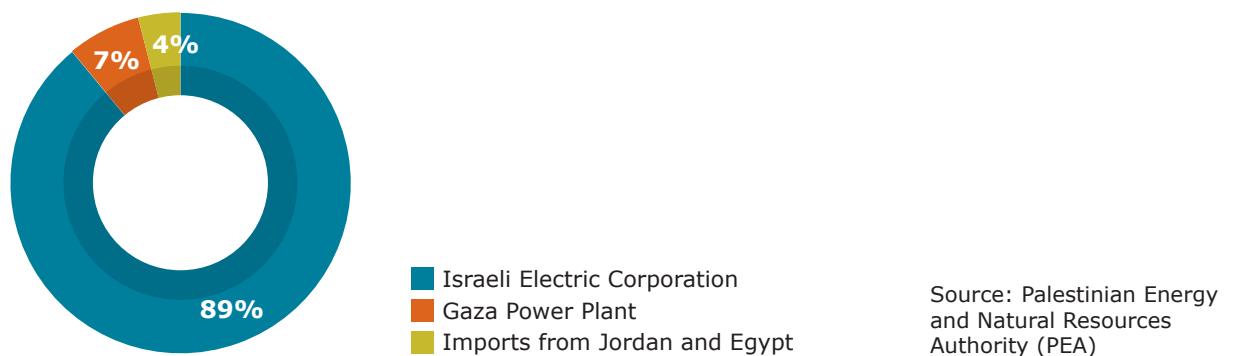 7%
4%
89%
Israeli Electric Corporation
Gaza Power Plant
Imports from Jordan and Egypt
Source: Palestinian Energy
and Natural Resources
Authority (PEA)